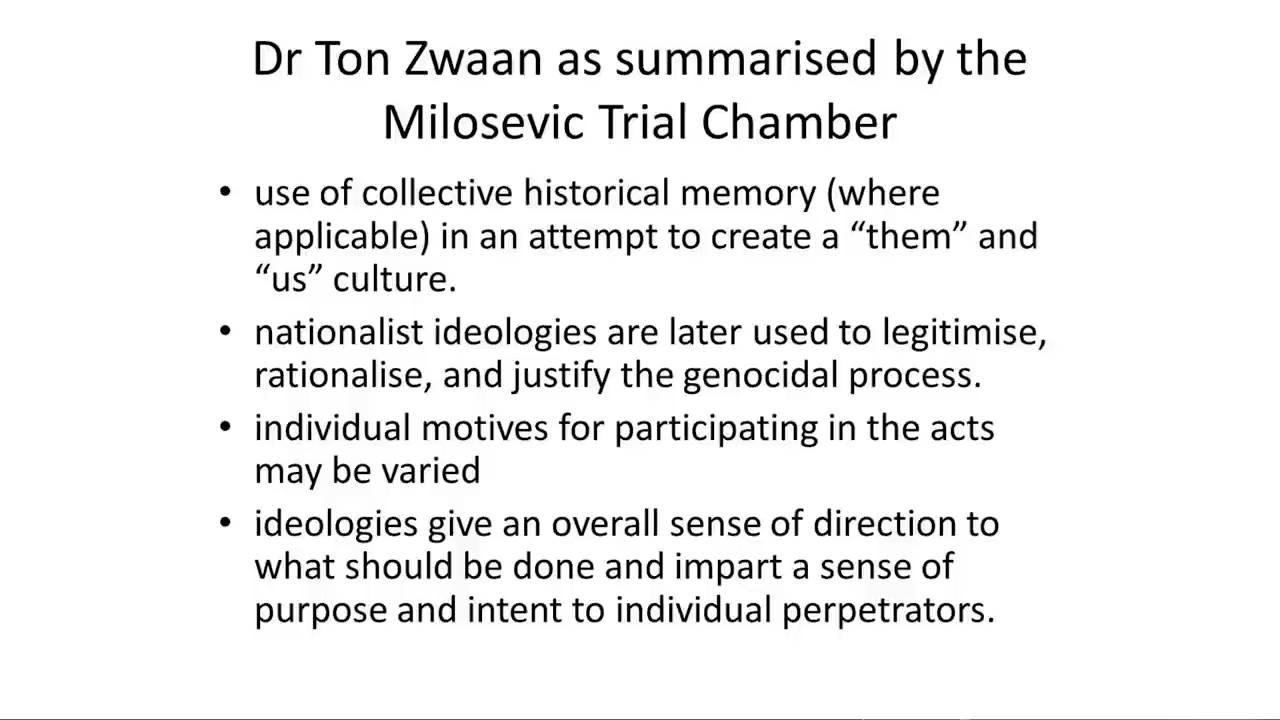 Dr Ton Zwaan as summarised by the
Milosevic Trial Chamber
• use of collective historical memory (where
applicable) in an attempt to create a “them” and
“us” culture.
• nationalist ideologies are later used to legitimise,
rationalise, and justify the genocidal process.
• individual motives for participating in the acts
may be varied
• ideologies give an overall sense of direction to
what should be done and impart a sense of
purpose and intent to individual perpetrators.